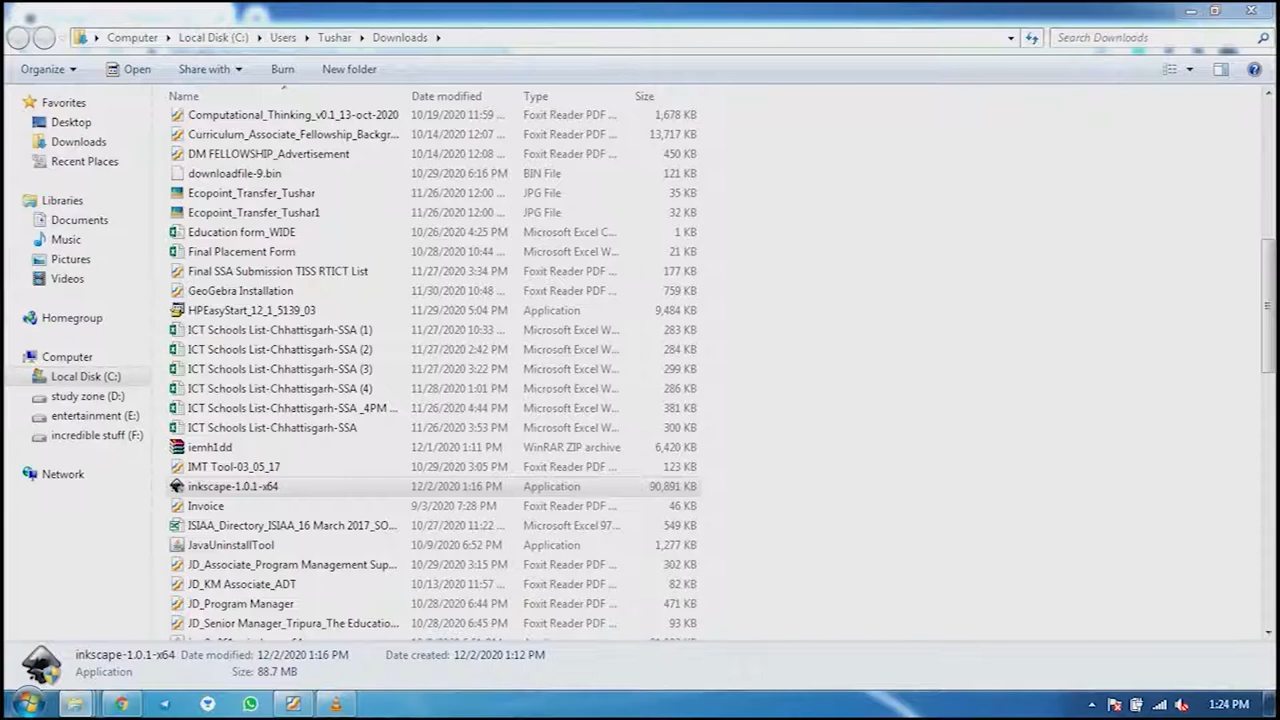 Computer Local Disk (C:) Users Tushar Downloads Search Downloads
Organize Open Share with Burn New folder
Name Date modified Type Size
Favorites
Desktop
Downloads
Recent Places
Libraries
Documents
Music
Pictures
Videos
Homegroup
Computer
Local Disk (C:)
study zone (D:)
entertainment (E:)
incredible stuff (F:)
Network
Computational_Thinking_v0.1_13-oct-2020 10/19/2020 11:59 ... Foxit Reader PDF ... 1,678 KB
Curriculum_Associate_Fellowship_Backgr... 10/14/2020 12:07 ... Foxit Reader PDF ... 13,717 KB
DM FELLOWSHIP_Advertisement 10/14/2020 12:08 ... Foxit Reader PDF ... 450 KB
downloadfile-9.bin 10/29/2020 6:16 PM BIN File 121 KB
Ecopoint_Transfer_Tushar 11/26/2020 12:00 ... JPG File 35 KB
Ecopoint_Transfer_Tushar1 11/26/2020 12:00 ... JPG File 32 KB
Education form_WIDE 10/26/2020 4:25 PM Microsoft Excel C... 1 KB
Final Placement Form 10/28/2020 10:44 ... Microsoft Excel W... 21 KB
Final SSA Submission TISS RTICT List 11/27/2020 3:34 PM Foxit Reader PDF ... 177 KB
GeoGebra Installation 11/30/2020 10:48 ... Foxit Reader PDF ... 759 KB
HPEasyStart_12_1_5139_03 11/29/2020 5:04 PM Application 9,484 KB
ICT Schools List-Chhattisgarh-SSA (1) 11/27/2020 10:33 ... Microsoft Excel W... 283 KB
ICT Schools List-Chhattisgarh-SSA (2) 11/27/2020 2:42 PM Microsoft Excel W... 284 KB
ICT Schools List-Chhattisgarh-SSA (3) 11/27/2020 3:22 PM Microsoft Excel W... 299 KB
ICT Schools List-Chhattisgarh-SSA (4) 11/28/2020 1:01 PM Microsoft Excel W... 286 KB
ICT Schools List-Chhattisgarh-SSA _4PM ... 11/26/2020 4:44 PM Microsoft Excel W... 381 KB
ICT Schools List-Chhattisgarh-SSA 11/26/2020 3:53 PM Microsoft Excel W... 300 KB
iemh1dd 12/1/2020 1:11 PM WinRAR ZIP archive 6,420 KB
IMT Tool-03_05_17 10/29/2020 3:05 PM Foxit Reader PDF ... 123 KB
inkscape-1.0.1-x64 12/2/2020 1:16 PM Application 90,891 KB
Invoice 9/3/2020 7:28 PM Foxit Reader PDF ... 46 KB
ISIAA_Directory_ISIAA_16 March 2017_SO... 10/27/2020 11:22 ... Microsoft Excel 97... 549 KB
JavaUninstallTool 10/9/2020 6:52 PM Application 1,277 KB
JD_Associate_Program Management Sup... 10/29/2020 3:15 PM Foxit Reader PDF ... 302 KB
JD_KM Associate_ADT 10/13/2020 11:57 ... Foxit Reader PDF ... 82 KB
JD_Program Manager 10/28/2020 6:44 PM Foxit Reader PDF ... 471 KB
JD_Senior Manager_Tripura_The Educatio... 10/28/2020 6:45 PM Foxit Reader PDF ... 93 KB
inkscape-1.0.1-x64 Date modified: 12/2/2020 1:16 PM Date created: 12/2/2020 1:12 PM
Application Size: 88.7 MB
1:24 PM